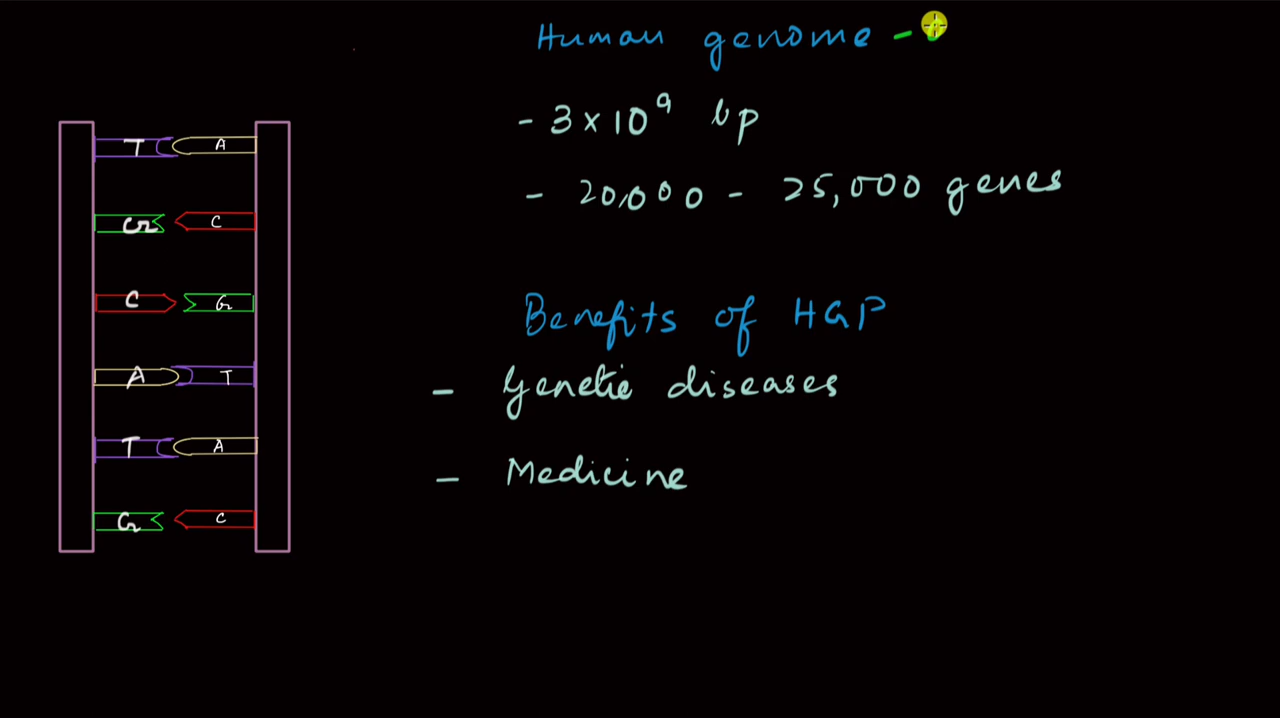 Human genome -
- 3 x 10⁹ bp
- 20,000 - 25,000 genes
T A
G C
C G
A T
T A
G C
Benefits of HGP
- Genetic diseases
- Medicine